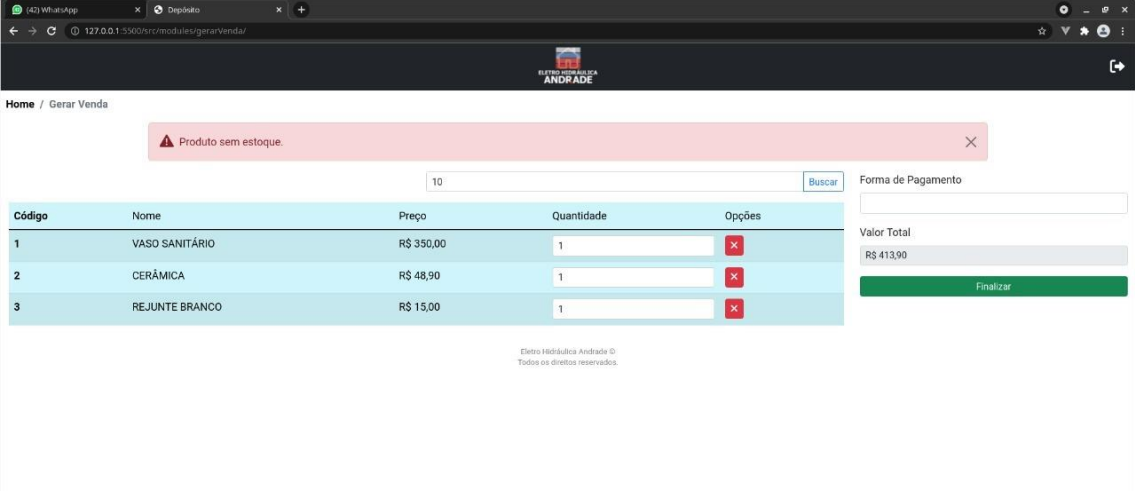 (42) WhatsApp
Depósito
127.0.0.1:5500/src/modules/gerarVenda/
ELETRO HIDRÁULICA
ANDRADE
Home / Gerar Venda
Produto sem estoque.
10 Buscar
Código Nome Preço Quantidade Opções
1 VASO SANITÁRIO R$ 350,00 1
2 CERÂMICA R$ 48,90 1
3 REJUNTE BRANCO R$ 15,00 1
Forma de Pagamento
Valor Total
R$ 413,90
Finalizar
Eletro Hidráulica Andrade ©
Todos os direitos reservados.